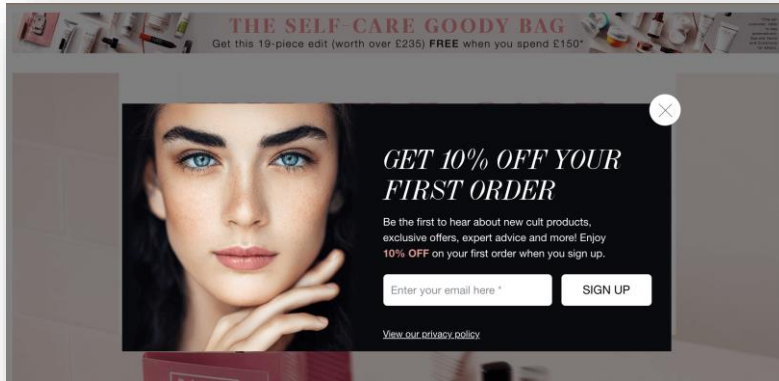 THE SELF-CARE GOODY BAG
Get this 19-piece edit (worth over £235) FREE when you spend £150*
GET 10% OFF YOUR
FIRST ORDER
Be the first to hear about new cult products,
exclusive offers, expert advice and more! Enjoy
10% OFF on your first order when you sign up.
Enter your email here *
SIGN UP
View our privacy policy